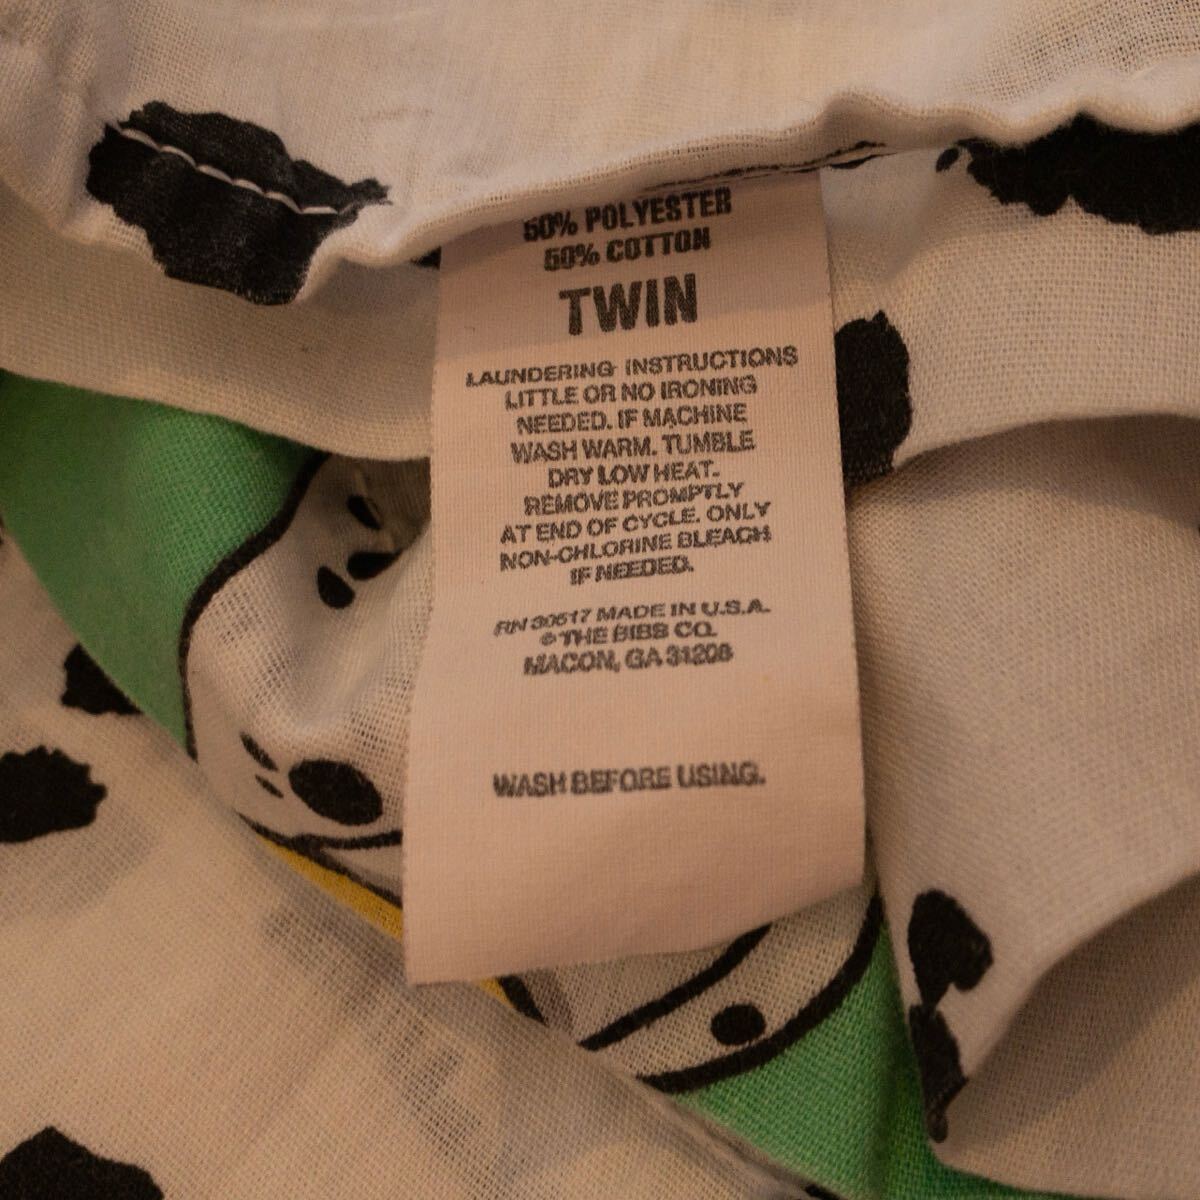 50% POLYESTER
50% COTTON
TWIN
LAUNDERING INSTRUCTIONS
LITTLE OR NO IRONING
NEEDED. IF MACHINE
WASH WARM. TUMBLE
DRY LOW HEAT.
REMOVE PROMPTLY
AT END OF CYCLE. ONLY
NON-CHLORINE BLEACH
IF NEEDED.
RN 30517 MADE IN U.S.A.
© THE BIBB CO.
MACON, GA 31208
WASH BEFORE USING.